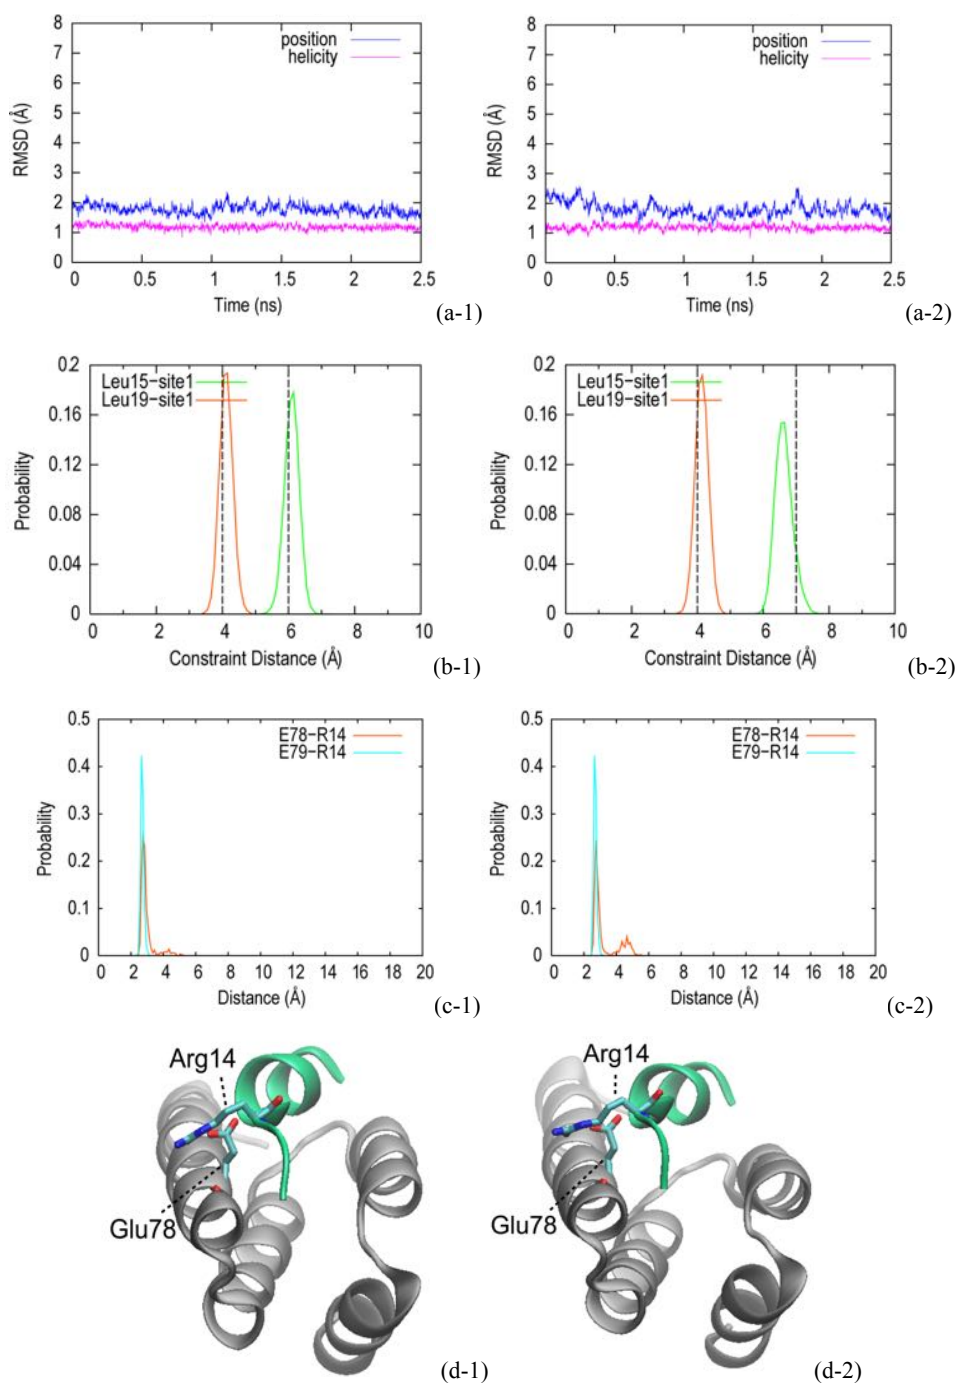 8
7
6
5
4
3
2
1
0
RMSD (Å)
position
helicity
0 0.5 1 1.5 2 2.5
Time (ns)
(a-1)
8
7
6
5
4
3
2
1
0
RMSD (Å)
position
helicity
0 0.5 1 1.5 2 2.5
Time (ns)
(a-2)
0.2
0.16
0.12
0.08
0.04
0
Probability
Leu15-site1
Leu19-site1
0 2 4 6 8 10
Constraint Distance (Å)
(b-1)
0.2
0.16
0.12
0.08
0.04
0
Probability
Leu15-site1
Leu19-site1
0 2 4 6 8 10
Constraint Distance (Å)
(b-2)
0.5
0.4
0.3
0.2
0.1
0
Probability
E78-R14
E79-R14
0 2 4 6 8 10 12 14 16 18 20
Distance (Å)
(c-1)
0.5
0.4
0.3
0.2
0.1
0
Probability
E78-R14
E79-R14
0 2 4 6 8 10 12 14 16 18 20
Distance (Å)
(c-2)
Arg14
Glu78
(d-1)
Arg14
Glu78
(d-2)